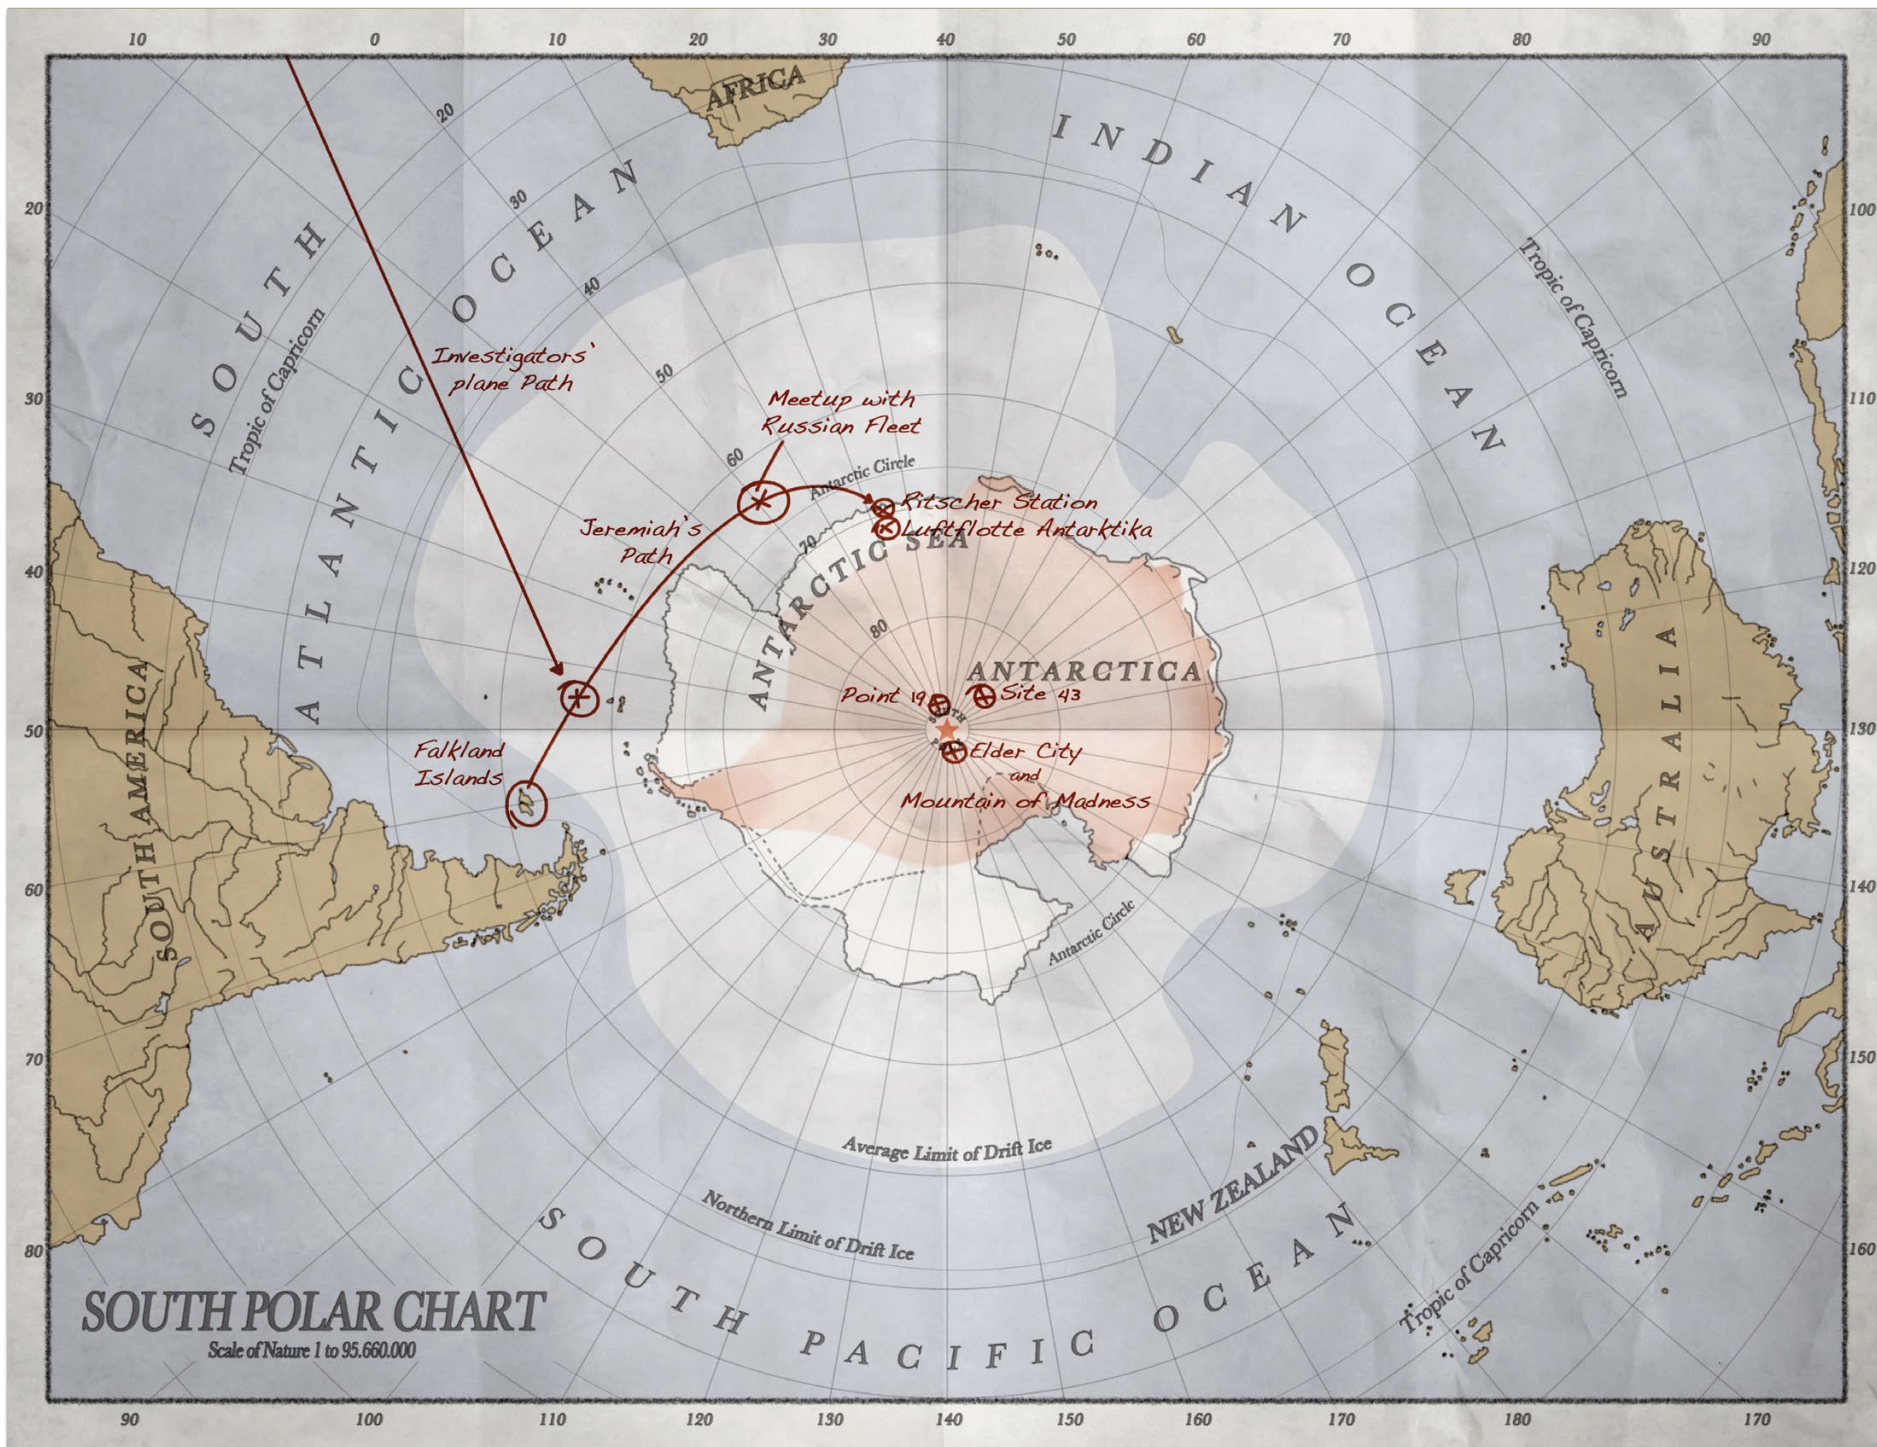 10 0 10 20 30 40 50 60 70 80 90
AFRICA
20
INDIAN OCEAN
30
20
100
SOUTH
ATLANTIC OCEAN
Tropic of Capricorn
Tropic of Capricorn
40
Investigators'
plane Path
50
30
110
Meetup with
Russian Fleet
60
Antarctic Circle
Ritscher Station
Luftflotte Antarktika
Jeremiah's
Path
70
ANTARCTIC SEA
40
120
80
ANTARCTICA
Point 19
Site 43
SOUTH
POLE
SOUTH AMERICA
AUSTRALIA
50
130
Falkland
Islands
Elder City
and
Mountain of Madness
60
140
Antarctic Circle
70
150
Average Limit of Drift Ice
NEW ZEALAND
Northern Limit of Drift Ice
SOUTH PACIFIC OCEAN
Tropic of Capricorn
80
160
SOUTH POLAR CHART
Scale of Nature 1 to 95.660.000
90 100 110 120 130 140 150 160 170 180 170